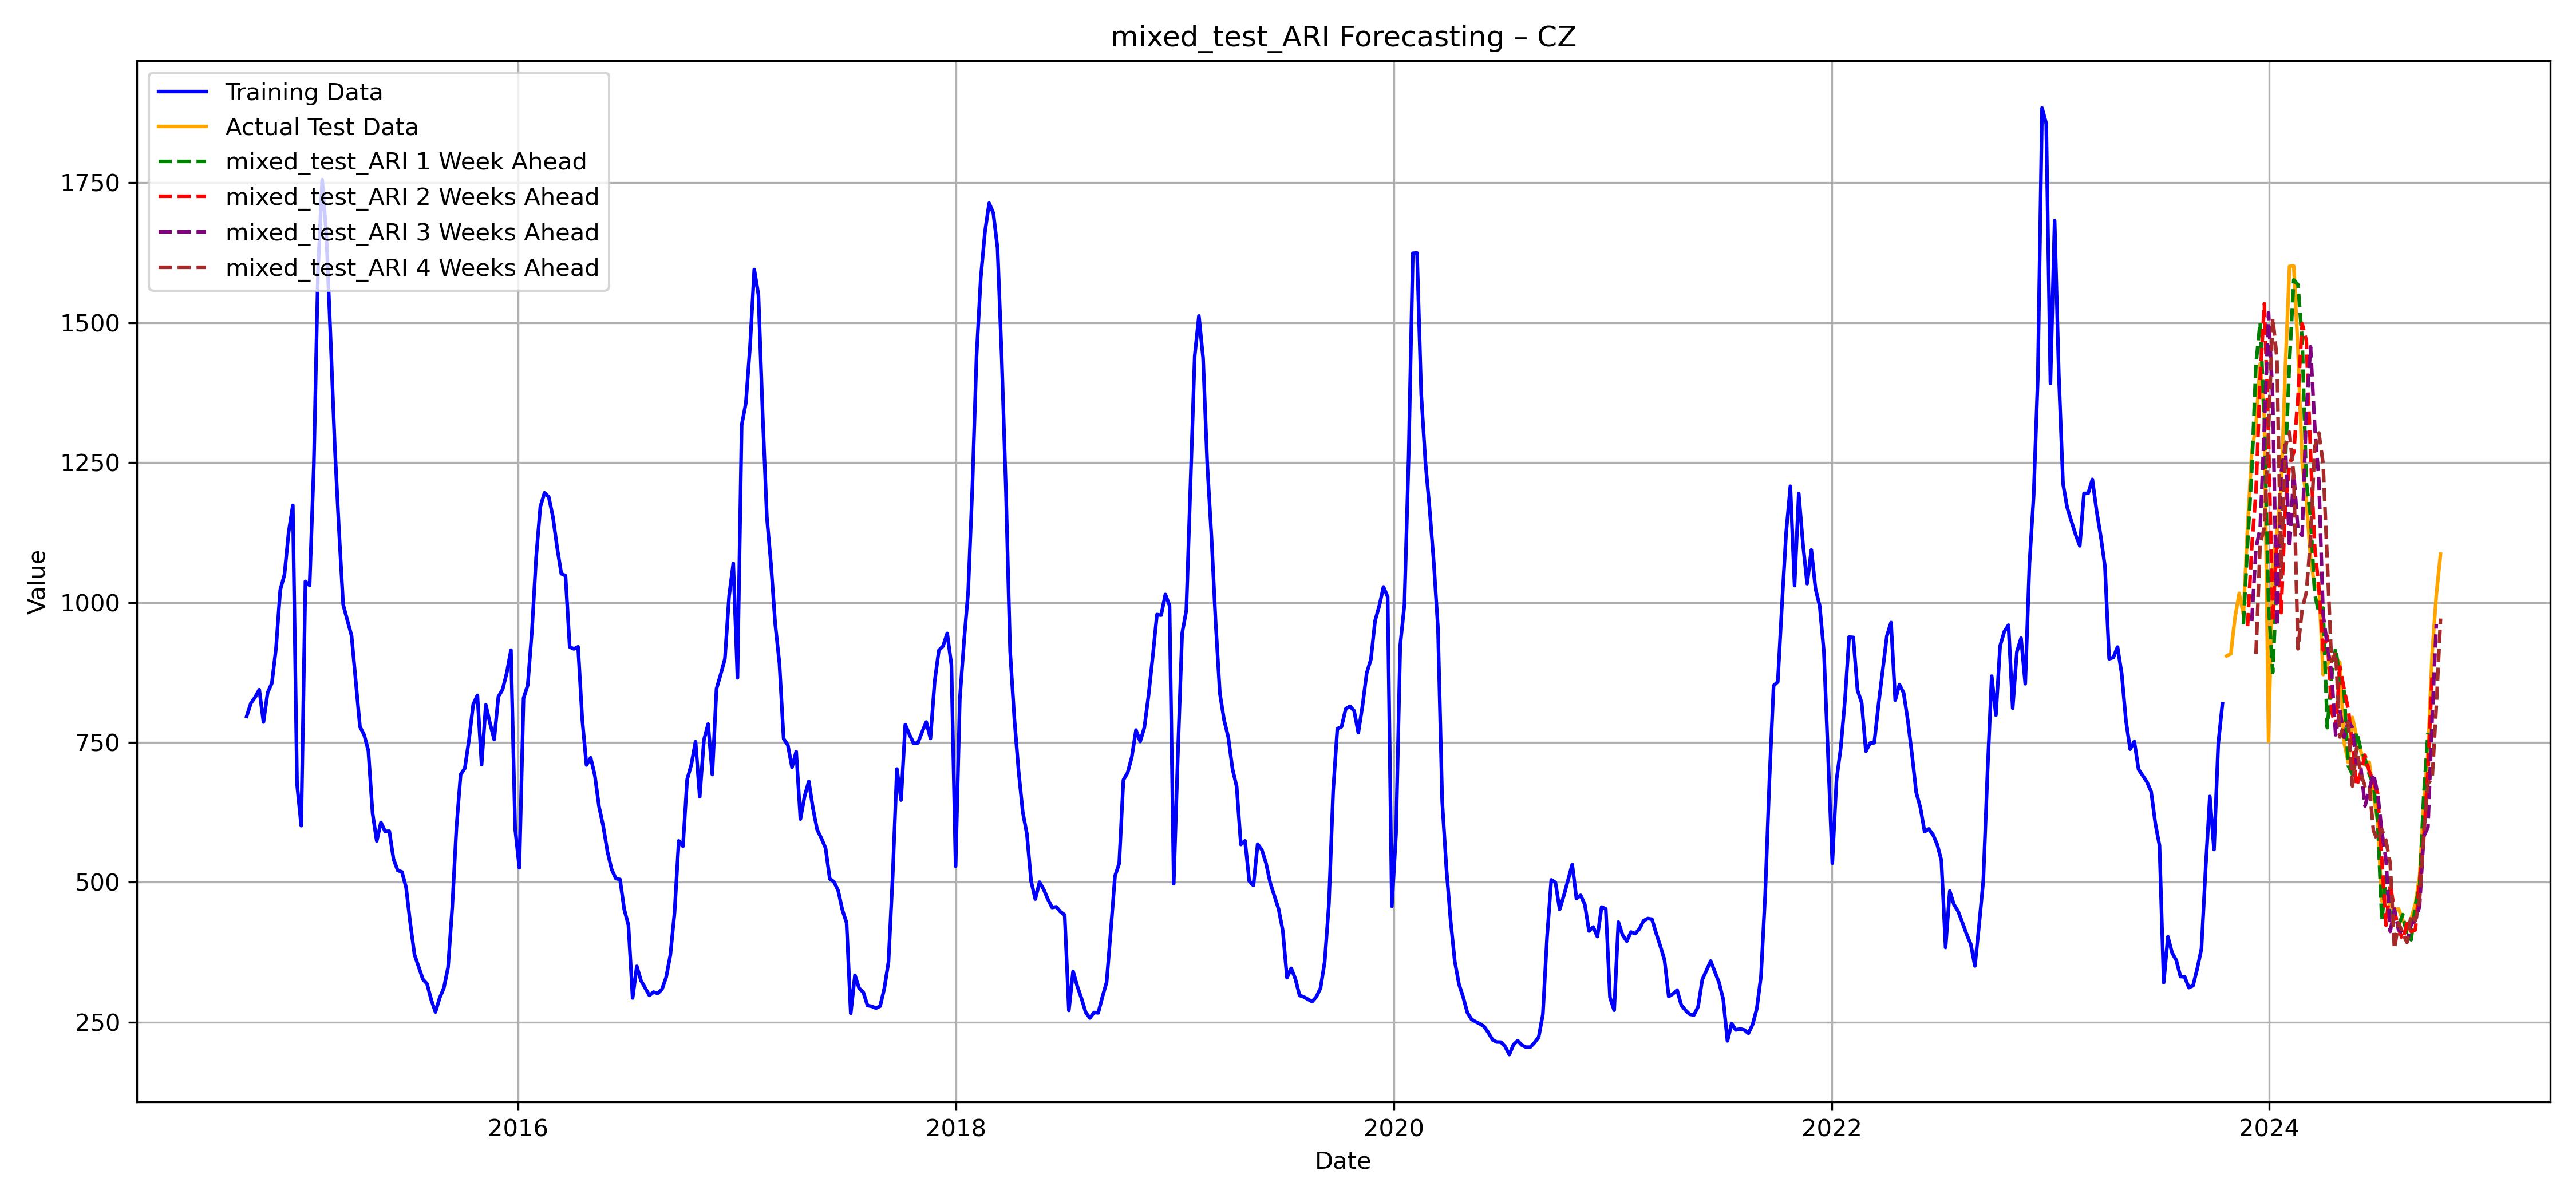 mixed_test_ARI Forecasting – CZ
Training Data
Actual Test Data
mixed_test_ARI 1 Week Ahead
mixed_test_ARI 2 Weeks Ahead
mixed_test_ARI 3 Weeks Ahead
mixed_test_ARI 4 Weeks Ahead
Value
1750
1500
1250
1000
750
500
250
2016
2018
2020
2022
2024
Date